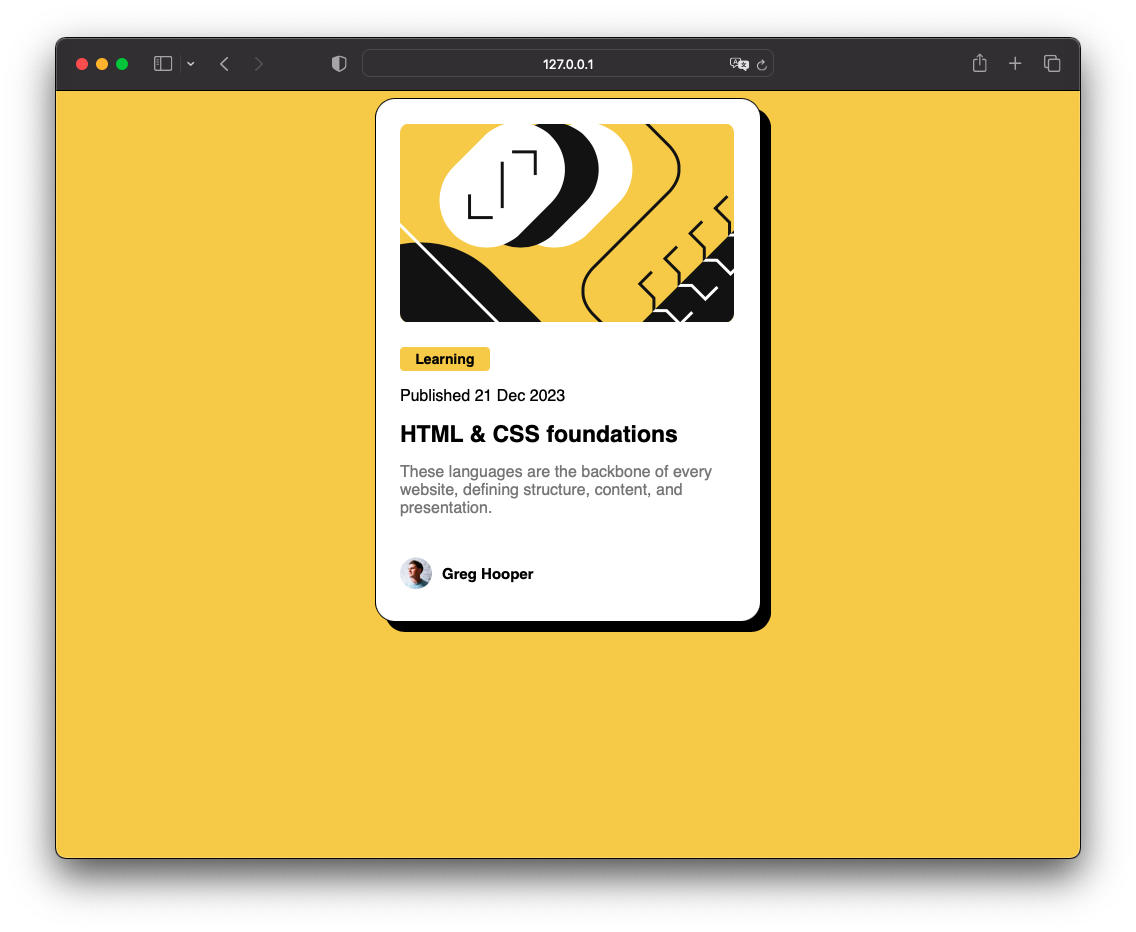 127.0.0.1
Learning
Published 21 Dec 2023
HTML & CSS foundations
These languages are the backbone of every
website, defining structure, content, and
presentation.
Greg Hooper